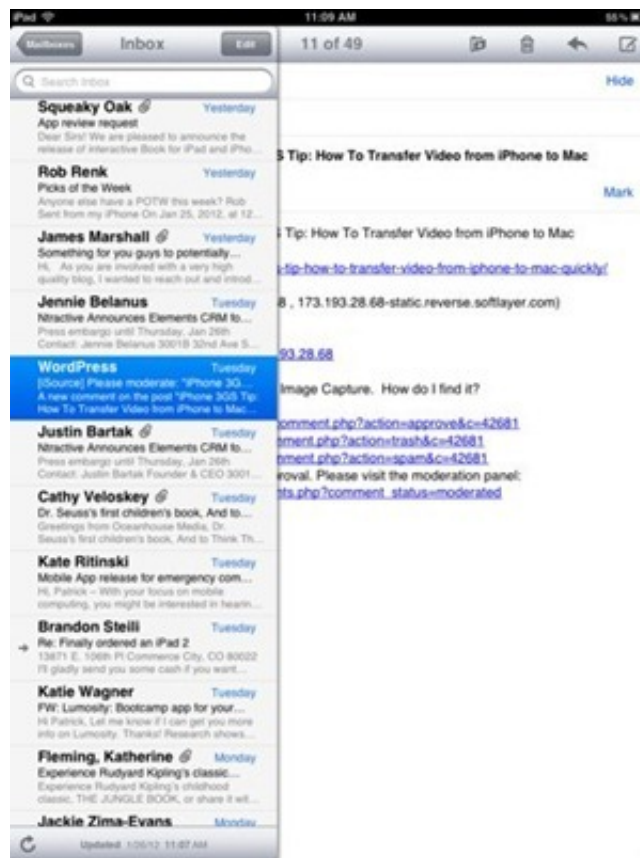 iPad 11:09 AM 55%
Mailboxes Inbox Edit 11 of 49
Search Inbox
Hide
Squeaky Oak Yesterday
App review request
Dear Sirs! We are pleased to announce the
release of interactive Book for iPad and iPho...
Rob Renk Yesterday
Picks of the Week
Anyone else have a POTW this week? Rob
Sent from my iPhone On Jan 25, 2012, at 12...
James Marshall Yesterday
Something for you guys to potentially...
Hi, As you are involved with a very high
quality blog, I wanted to reach out and introd...
Jennie Belanus Yesterday
Ntractive Announces Elements CRM fo...
Press embargo until Thursday, Jan 26th
Contact: Jennie Belanus 3001B 32nd Ave S...
WordPress Tuesday
[iSource] Please moderate: "iPhone 3G...
A new comment on the post "iPhone 3GS Tip:
How To Transfer Video from iPhone to Mac...
Justin Bartak Tuesday
Ntractive Announces Elements CRM fo...
Press embargo until Thursday, Jan 26th
Contact: Justin Bartak Founder & CEO 3001...
Cathy Veloskey Tuesday
Dr. Seuss's first children's book, And to...
Greetings from Oceanhouse Media, Dr.
Seuss's first children's book, And to Think Th...
Kate Ritinski Tuesday
Mobile App release for emergency com...
Hi, Patrick – With your focus on mobile
computing, you might be interested in hearin...
Brandon Steili Tuesday
Re: Finally ordered an iPad 2
13871 E. 106th Pl Commerce City, CO 80022
I'll gladly send you some cash if you want...
Katie Wagner Tuesday
FW: Lumosity: Bootcamp app for your...
Hi Patrick, Let me know if I can get you more
info on Lumosity. Thanks! Research shows...
Fleming, Katherine Monday
Experience Rudyard Kipling's classic...
Experience Rudyard Kipling's childhood
classic, THE JUNGLE BOOK, or share it wit...
Jackie Zima-Evans Monday
Updated 1/26/12 11:07 AM
S Tip: How To Transfer Video from iPhone to Mac
Mark
Tip: How To Transfer Video from iPhone to Mac
-tip-how-to-transfer-video-from-iphone-to-mac-quickly/
8 , 173.193.28.68-static.reverse.softlayer.com)
93.28.68
Image Capture. How do I find it?
omment.php?action=approve&c=42681
mment.php?action=trash&c=42681
mment.php?action=spam&c=42681
roval. Please visit the moderation panel:
nts.php?comment_status=moderated